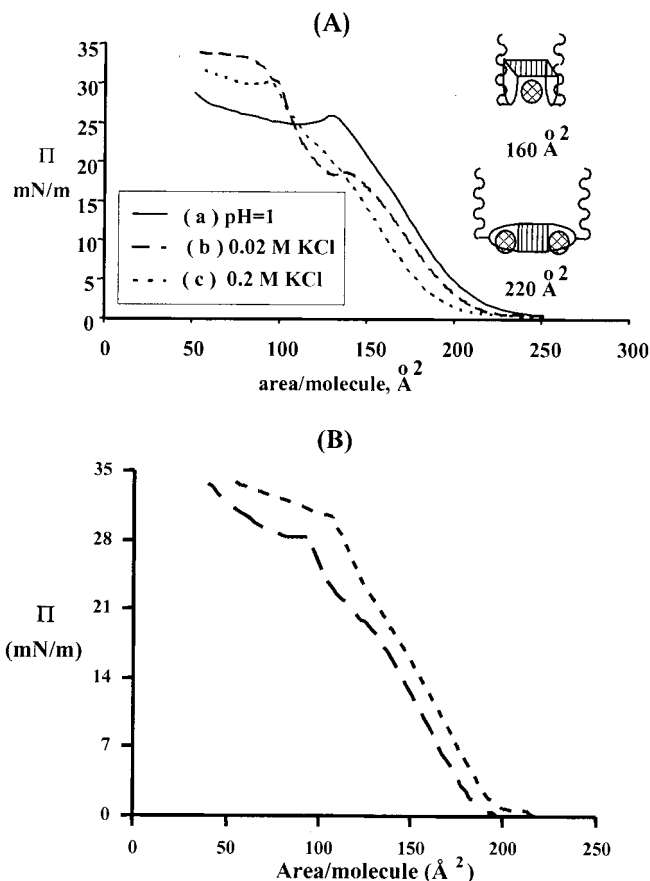 (A)
35
30
25
20
15
10
5
0
Π
mN/m
( a ) pH=1
( b ) 0.02 M KCl
( c ) 0.2 M KCl
160 Å²
220 Å²
0 50 100 150 200 250 300
area/molecule, Å²
(B)
35
28
21
14
7
0
Π
(mN/m)
0 50 100 150 200 250
Area/molecule (Å²)